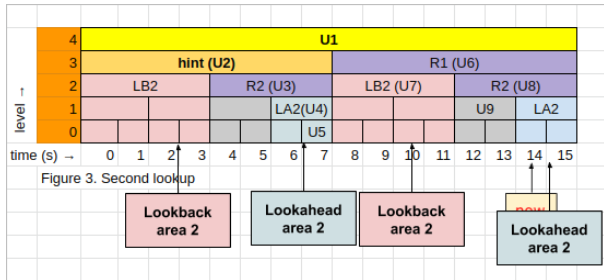 4 U1
3 hint (U2) R1 (U6)
2 LB2 R2 (U3) LB2 (U7) R2 (U8)
level → 1 LA2(U4) U9 LA2
0 U5
time (s) → 0 1 2 3 4 5 6 7 8 9 10 11 12 13 14 15
Figure 3. Second lookup
now
Lookback Lookahead Lookback Lookahead
area 2 area 2 area 2 area 2